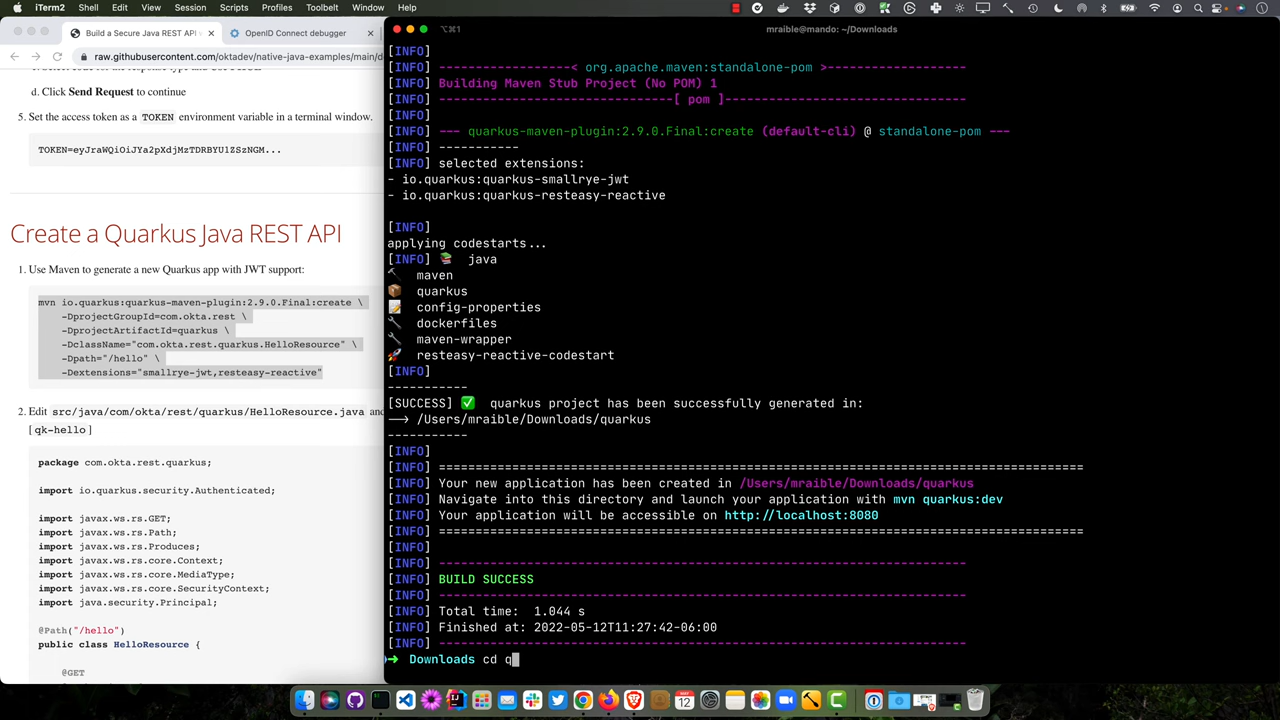 iTerm2 Shell Edit View Session Scripts Profiles Toolbelt Window Help
Build a Secure Java REST API
OpenID Connect debugger
raw.githubusercontent.com/oktadev/native-java-examples/main/d
d. Click Send Request to continue
5. Set the access token as a TOKEN environment variable in a terminal window.
TOKEN=eyJraWQiOiJYa2pXdjMzTDRBYU1ZSzNGM...
Create a Quarkus Java REST API
1. Use Maven to generate a new Quarkus app with JWT support:
mvn io.quarkus:quarkus-maven-plugin:2.9.0.Final:create \
-DprojectGroupId=com.okta.rest \
-DprojectArtifactId=quarkus \
-DclassName="com.okta.rest.quarkus.HelloResource" \
-Dpath="/hello" \
-Dextensions="smallrye-jwt,resteasy-reactive"
2. Edit src/java/com/okta/rest/quarkus/HelloResource.java and
[qk-hello]
package com.okta.rest.quarkus;
import io.quarkus.security.Authenticated;
import javax.ws.rs.GET;
import javax.ws.rs.Path;
import javax.ws.rs.Produces;
import javax.ws.rs.core.Context;
import javax.ws.rs.core.MediaType;
import javax.ws.rs.core.SecurityContext;
import java.security.Principal;
@Path("/hello")
public class HelloResource {
@GET
⌥⌘1
mraible@mando: ~/Downloads
[INFO]
[INFO] ------------------< org.apache.maven:standalone-pom >-------------------
[INFO] Building Maven Stub Project (No POM) 1
[INFO] --------------------------------[ pom ]---------------------------------
[INFO]
[INFO] --- quarkus-maven-plugin:2.9.0.Final:create (default-cli) @ standalone-pom ---
[INFO] -----------
[INFO] selected extensions:
- io.quarkus:quarkus-smallrye-jwt
- io.quarkus:quarkus-resteasy-reactive
[INFO]
applying codestarts...
[INFO] 📚 java
🔨 maven
📦 quarkus
📝 config-properties
🔧 dockerfiles
🔧 maven-wrapper
🚀 resteasy-reactive-codestart
[INFO]
-----------
[SUCCESS] ✅ quarkus project has been successfully generated in:
--> /Users/mraible/Downloads/quarkus
-----------
[INFO]
[INFO] ========================================================================
[INFO] Your new application has been created in /Users/mraible/Downloads/quarkus
[INFO] Navigate into this directory and launch your application with mvn quarkus:dev
[INFO] Your application will be accessible on http://localhost:8080
[INFO] ========================================================================
[INFO]
[INFO] ------------------------------------------------------------------------
[INFO] BUILD SUCCESS
[INFO] ------------------------------------------------------------------------
[INFO] Total time:  1.044 s
[INFO] Finished at: 2022-05-12T11:27:42-06:00
[INFO] ------------------------------------------------------------------------
➜ Downloads cd q